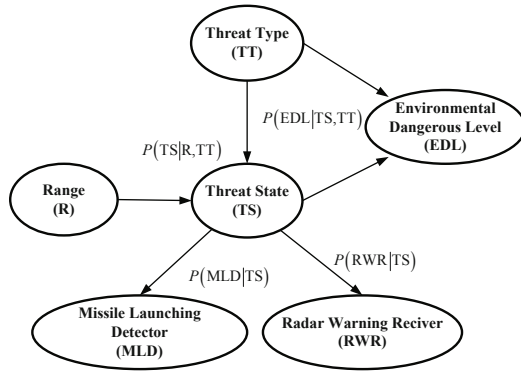 Threat Type
(TT)
P(EDL|TS,TT)
Environmental
Dangerous Level
(EDL)
P(TS|R,TT)
Range
(R)
Threat State
(TS)
P(MLD|TS)
P(RWR|TS)
Missile Launching
Detector
(MLD)
Radar Warning Reciver
(RWR)